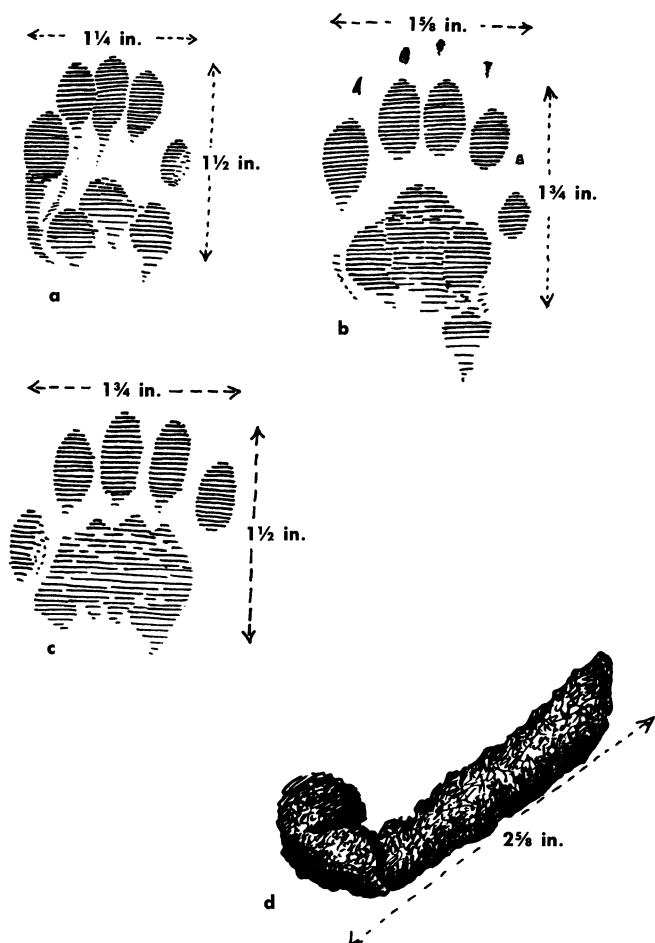 1¼ in.
1½ in.
a
1⅝ in.
1¾ in.
b
1¾ in.
1½ in.
c
2⅝ in.
d